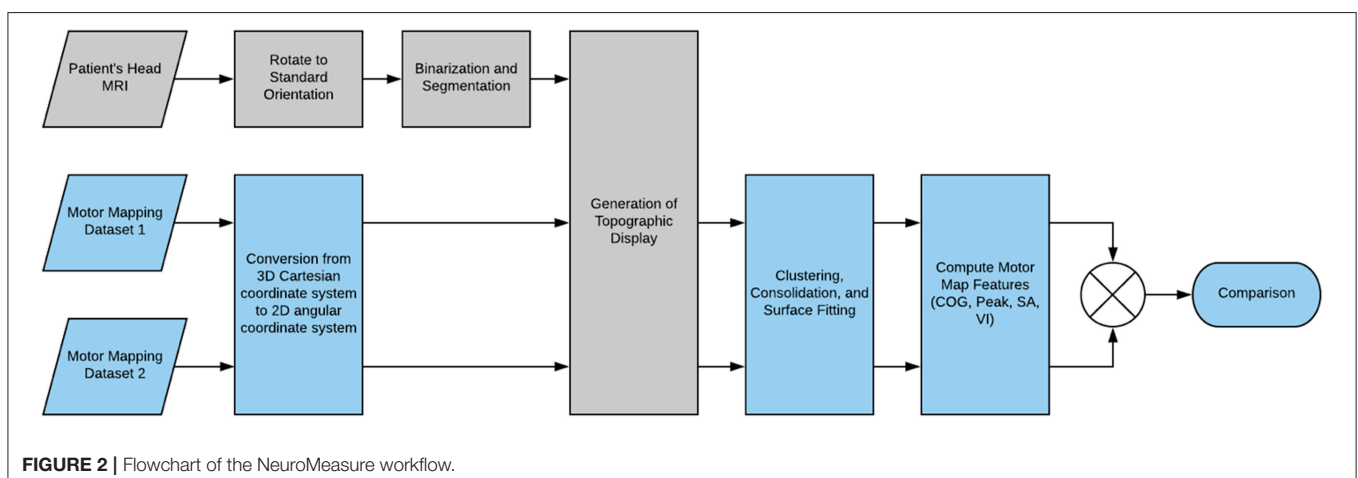 Patient's Head
MRI
Rotate to
Standard
Orientation
Binarization and
Segmentation
Motor Mapping
Dataset 1
Motor Mapping
Dataset 2
Conversion from
3D Cartesian
coordinate system
to 2D angular
coordinate system
Generation of
Topographic
Display
Clustering,
Consolidation, and
Surface Fitting
Compute Motor
Map Features
(COG, Peak, SA,
VI)
Comparison
FIGURE 2 | Flowchart of the NeuroMeasure workflow.